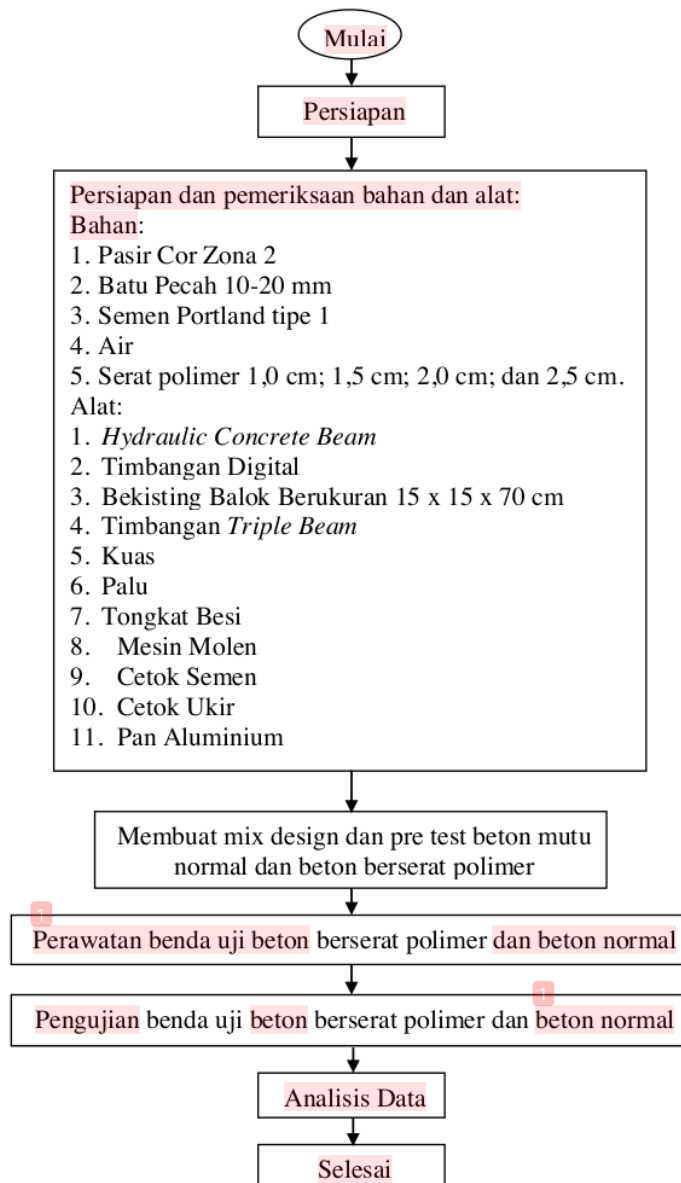 Mulai
Persiapan
Persiapan dan pemeriksaan bahan dan alat:
Bahan:
1. Pasir Cor Zona 2
2. Batu Pecah 10-20 mm
3. Semen Portland tipe 1
4. Air
5. Serat polimer 1,0 cm; 1,5 cm; 2,0 cm; dan 2,5 cm.
Alat:
1. Hydraulic Concrete Beam
2. Timbangan Digital
3. Bekisting Balok Berukuran 15 x 15 x 70 cm
4. Timbangan Triple Beam
5. Kuas
6. Palu
7. Tongkat Besi
8. Mesin Molen
9. Cetok Semen
10. Cetok Ukir
11. Pan Aluminium
Membuat mix design dan pre test beton mutu
normal dan beton berserat polimer
1
Perawatan benda uji beton berserat polimer dan beton normal
1
Pengujian benda uji beton berserat polimer dan beton normal
Analisis Data
Selesai